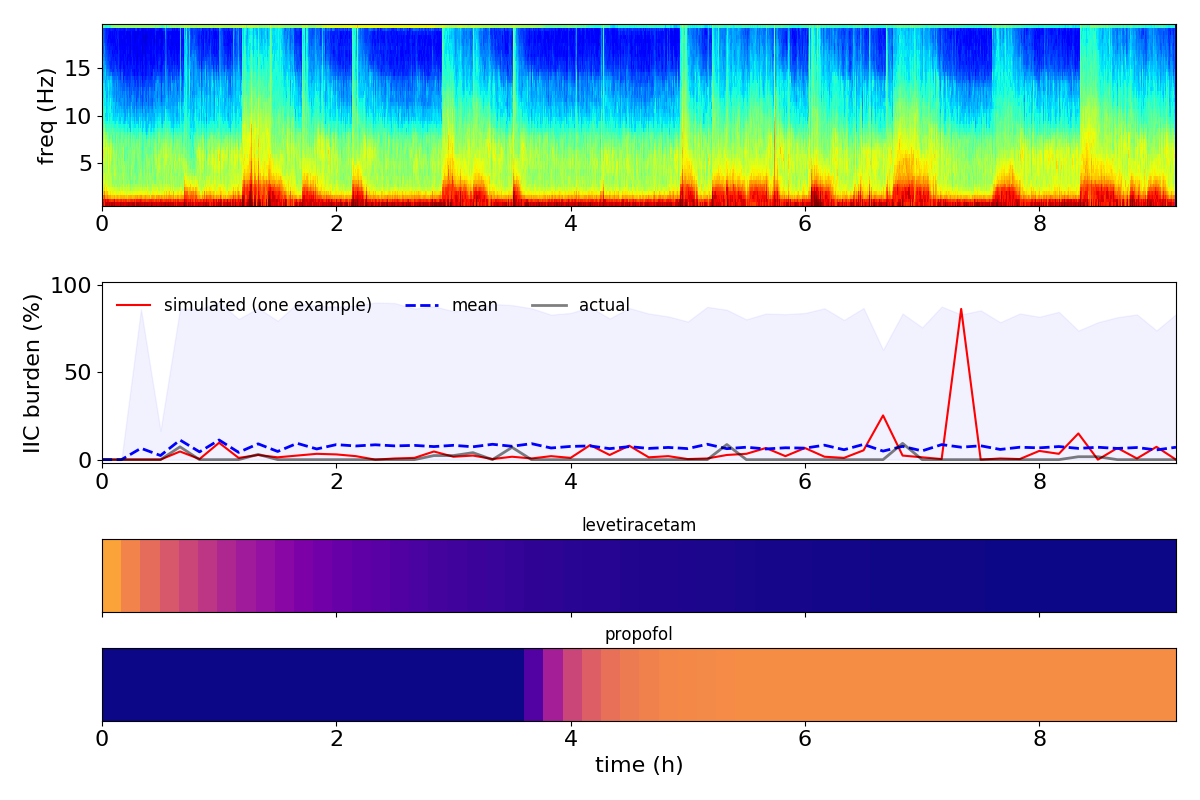 freq (Hz)
15
10
5
0 2 4 6 8
IIC burden (%)
100
50
0
simulated (one example) mean actual
0 2 4 6 8
levetiracetam
propofol
0 2 4 6 8
time (h)